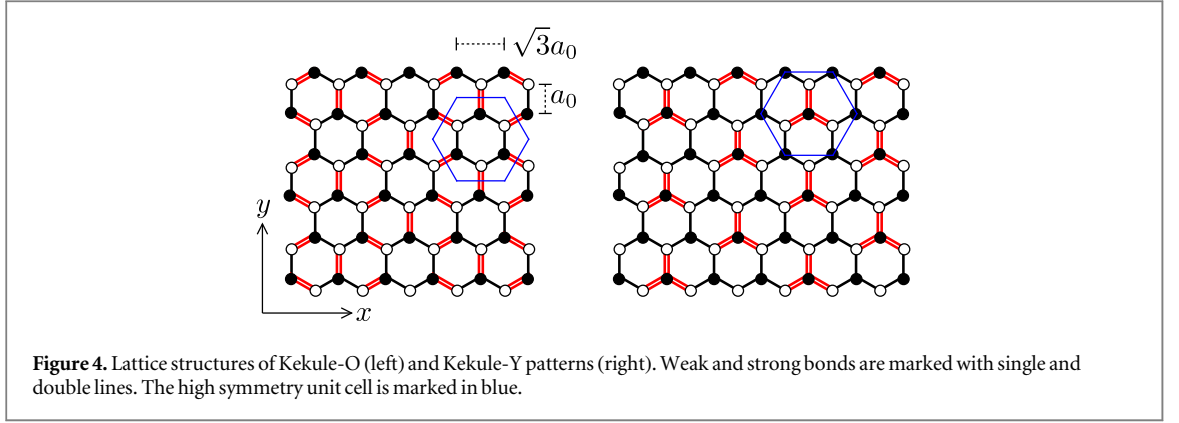 √3a₀
a₀
y
x
Figure 4. Lattice structures of Kekule-O (left) and Kekule-Y patterns (right). Weak and strong bonds are marked with single and
double lines. The high symmetry unit cell is marked in blue.